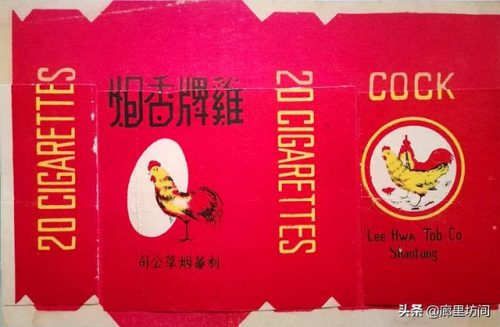 20 CIGARETTES
雞牌香烟
利華烟草公司
20 CIGARETTES
COCK
Lee Hwa Tob Co
Shantung
头条 @廊里坊间